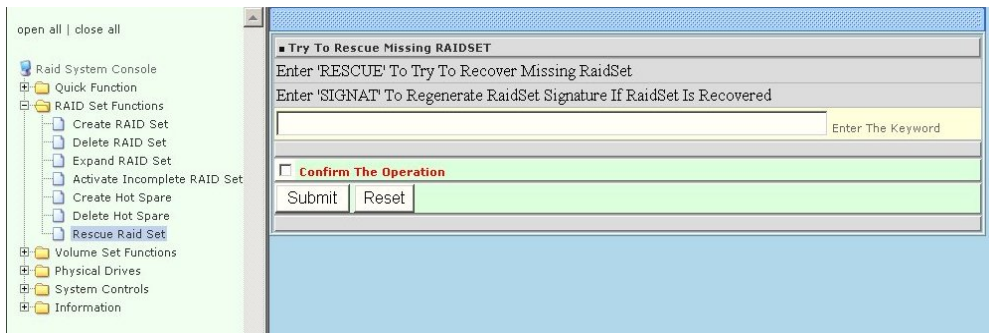 open all | close all
Raid System Console
Quick Function
RAID Set Functions
Create RAID Set
Delete RAID Set
Expand RAID Set
Activate Incomplete RAID Set
Create Hot Spare
Delete Hot Spare
Rescue Raid Set
Volume Set Functions
Physical Drives
System Controls
Information
Try To Rescue Missing RAIDSET
Enter 'RESCUE' To Try To Recover Missing RaidSet
Enter 'SIGNAT' To Regenerate RaidSet Signature If RaidSet Is Recovered
Enter The Keyword
Confirm The Operation
Submit Reset